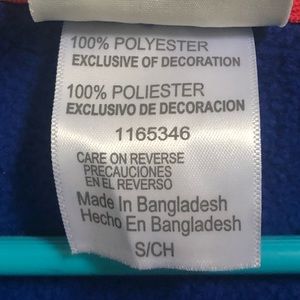 100% POLYESTER
EXCLUSIVE OF DECORATION
100% POLIESTER
EXCLUSIVO DE DECORACION
1165346
CARE ON REVERSE
PRECAUCIONES
EN EL REVERSO
Made In Bangladesh
Hecho En Bangladesh
S/CH